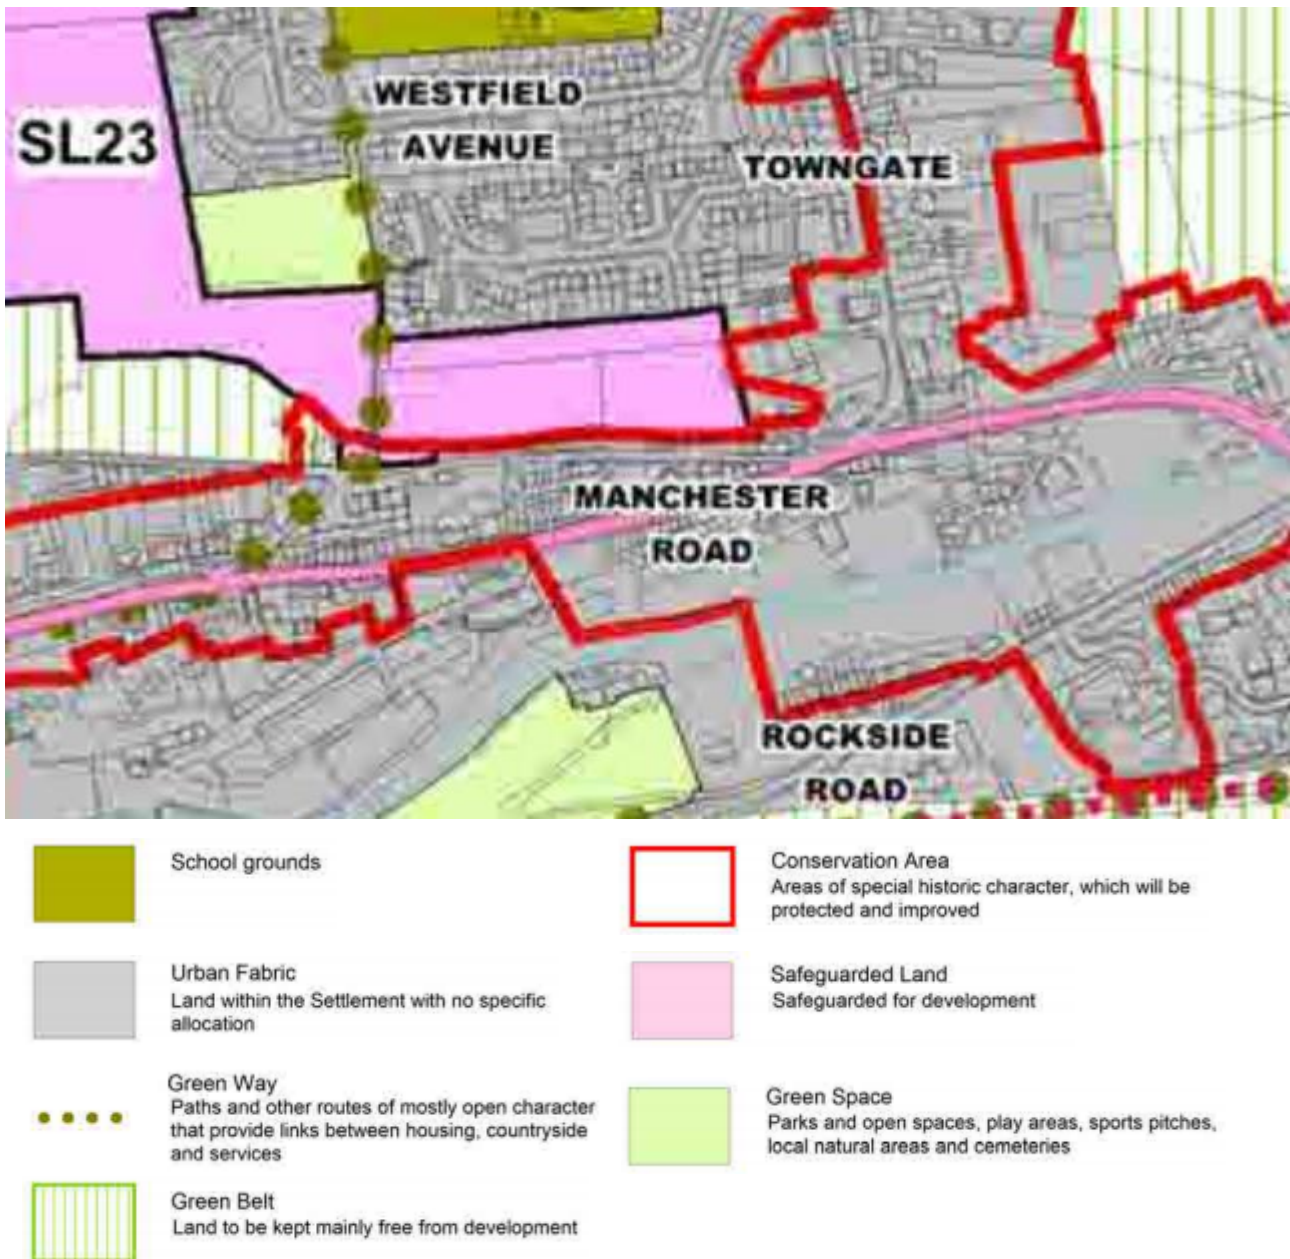 WESTFIELD
AVENUE
SL23
TOWNGATE
MANCHESTER
ROAD
ROCKSIDE
ROAD
School grounds
Urban Fabric
Land within the Settlement with no specific
allocation
Green Way
Paths and other routes of mostly open character
that provide links between housing, countryside
and services
Green Belt
Land to be kept mainly free from development
Conservation Area
Areas of special historic character, which will be
protected and improved
Safeguarded Land
Safeguarded for development
Green Space
Parks and open spaces, play areas, sports pitches,
local natural areas and cemeteries